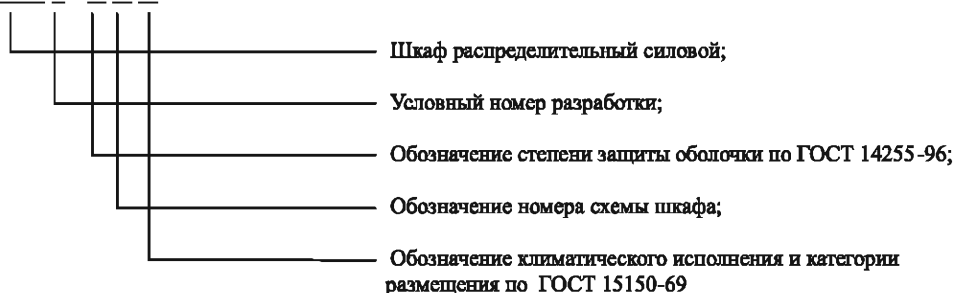 Шкаф распределительный силовой;
Условный номер разработки;
Обозначение степени защиты оболочки по ГОСТ 14255-96;
Обозначение номера схемы шкафа;
Обозначение климатического исполнения и категории
размещения по ГОСТ 15150-69